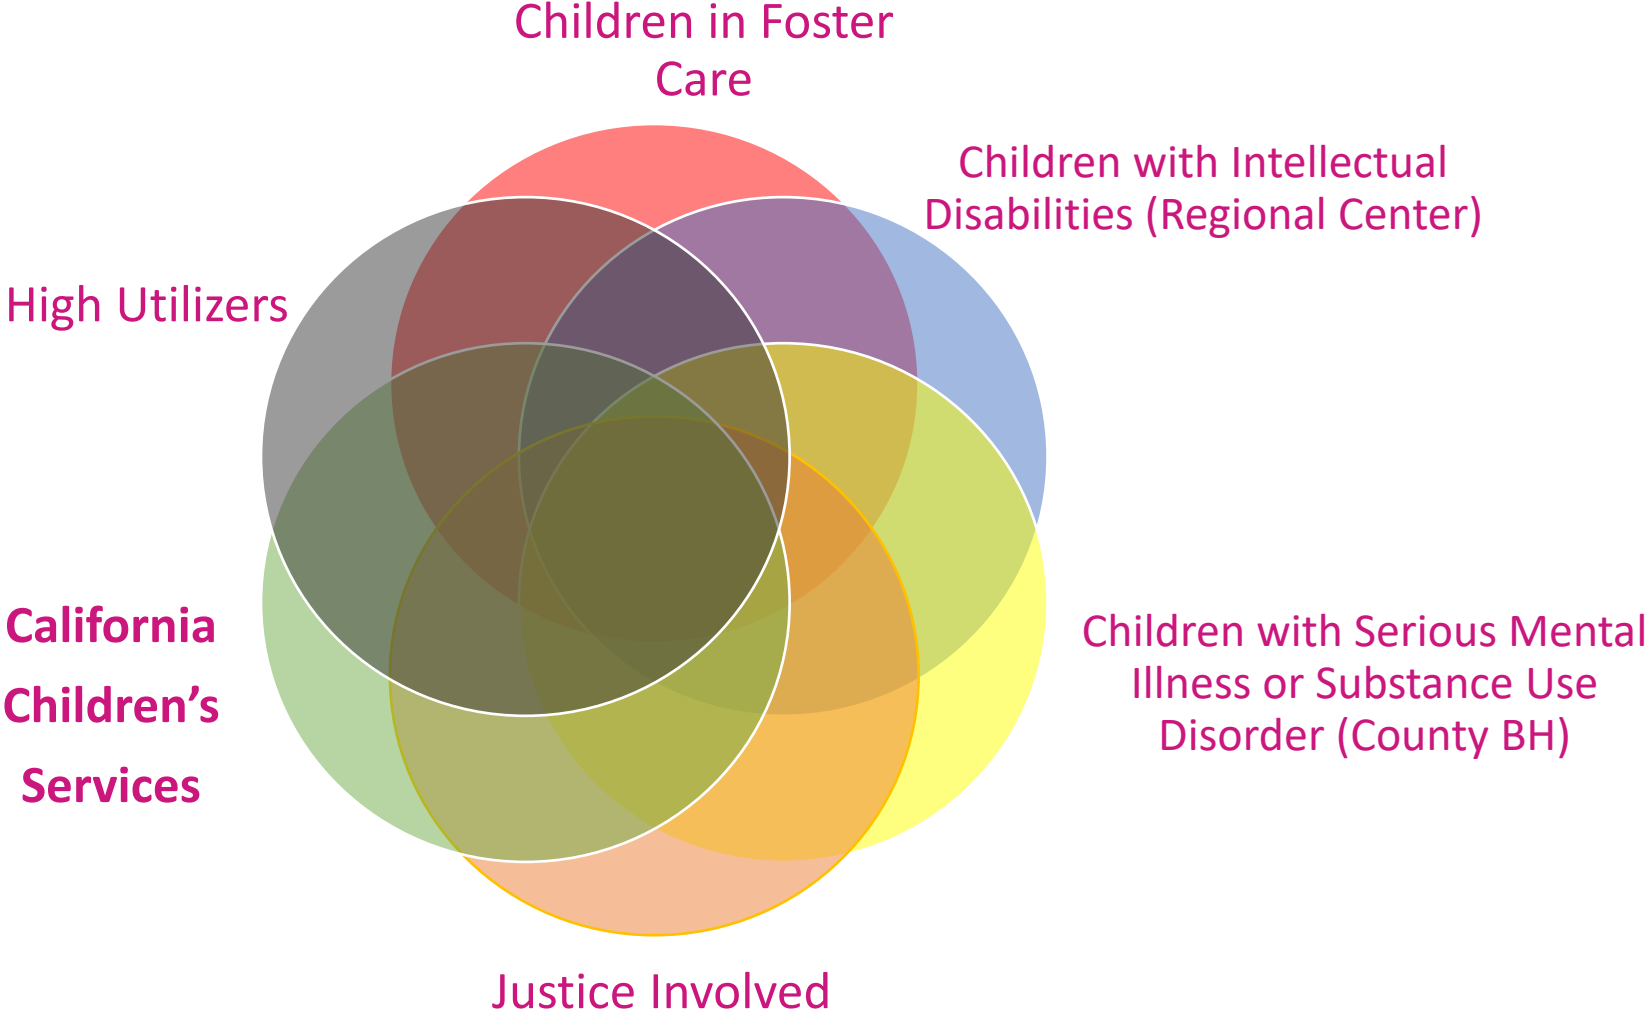 Children in Foster
Care
Children with Intellectual
Disabilities (Regional Center)
High Utilizers
California
Children’s
Services
Children with Serious Mental
Illness or Substance Use
Disorder (County BH)
Justice Involved